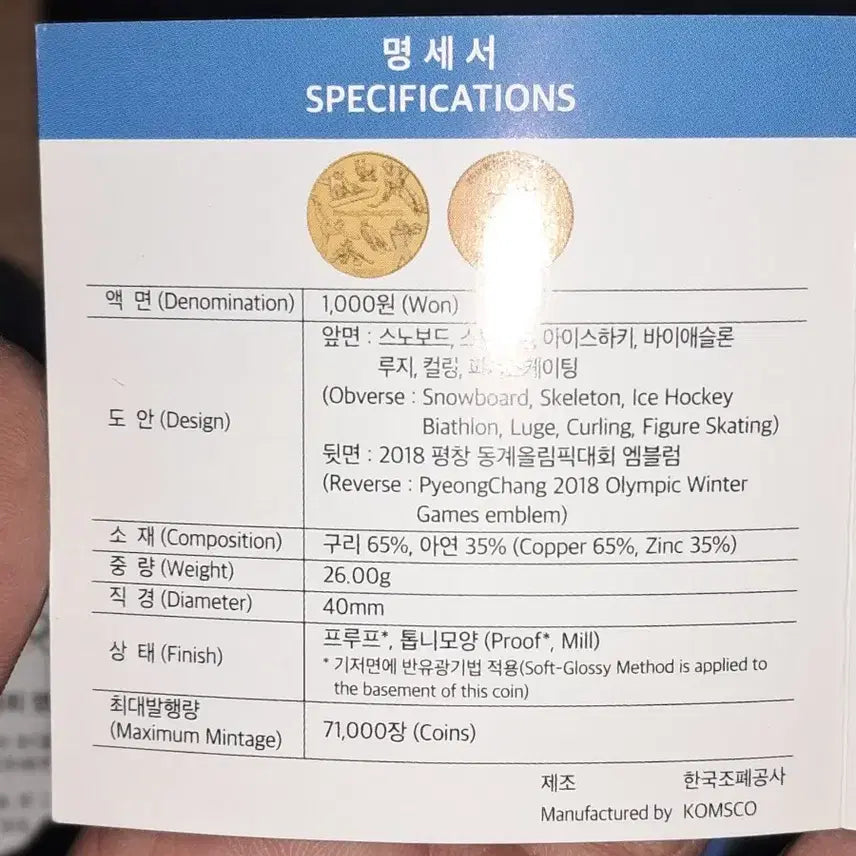 명세서
SPECIFICATIONS
액 면 (Denomination) 1,000원 (Won)
도 안 (Design) 앞면 : 스노보드, 아이스하키, 바이애슬론
루지, 컬링, 케이팅
(Obverse : Snowboard, Skeleton, Ice Hockey
Biathlon, Luge, Curling, Figure Skating)
뒷면 : 2018 평창 동계올림픽대회 엠블럼
(Reverse : PyeongChang 2018 Olympic Winter
Games emblem)
소 재 (Composition) 구리 65%, 아연 35% (Copper 65%, Zinc 35%)
중 량 (Weight) 26.00g
직 경 (Diameter) 40mm
상 태 (Finish) 프루프*, 톱니모양 (Proof*, Mill)
* 기저면에 반유광기법 적용(Soft-Glossy Method is applied to
the basement of this coin)
최대발행량
(Maximum Mintage) 71,000장 (Coins)
제조 한국조폐공사
Manufactured by KOMSCO